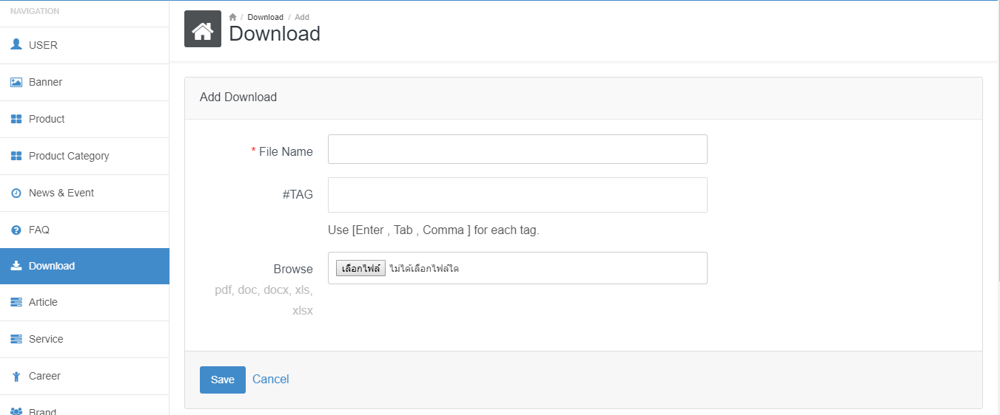 NAVIGATION
USER
Banner
Product
Product Category
News & Event
FAQ
Download
Article
Service
Career
Brand
/ Download / Add
Download
Add Download
* File Name
#TAG
Use [Enter , Tab , Comma ] for each tag.
Browse
เลือกไฟล์ ไม่ได้เลือกไฟล์ใด
pdf, doc, docx, xls,
xlsx
Save Cancel